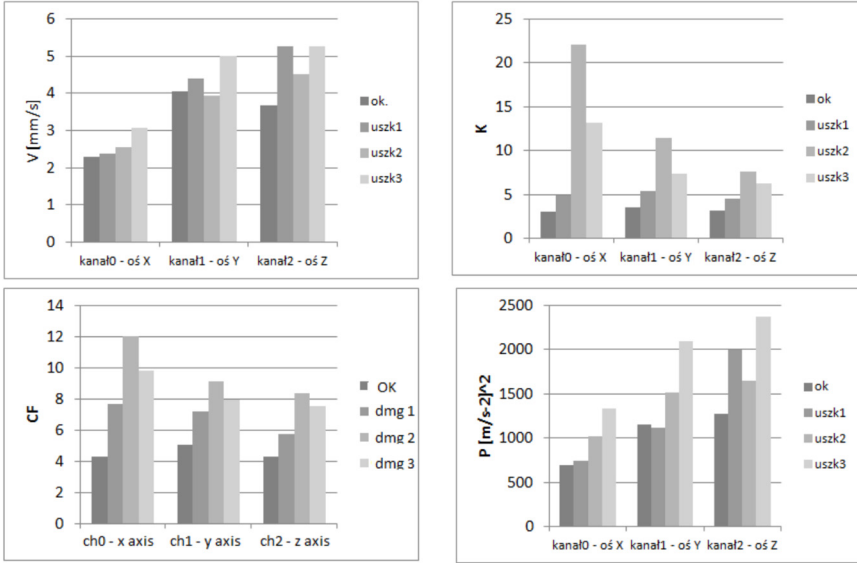 6
5
4
3
2
1
0
V [mm/s]
kanał0 - oś X kanał1 - oś Y kanał2 - oś Z
ok.
uszk1
uszk2
uszk3
25
20
15
10
5
0
K
kanał0 - oś X kanał1 - oś Y kanał2 - oś Z
ok
uszk1
uszk2
uszk3
14
12
10
8
6
4
2
0
CF
ch0 - x axis ch1 - y axis ch2 - z axis
OK
dmg 1
dmg 2
dmg 3
2500
2000
1500
1000
500
0
P [m/s-2]^2
kanał0 - oś X kanał1 - oś Y kanał2 - oś Z
ok
uszk1
uszk2
uszk3